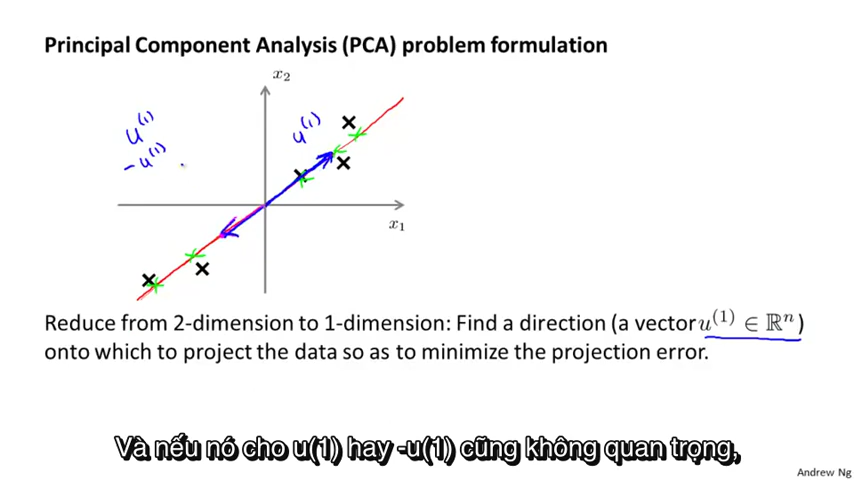 Principal Component Analysis (PCA) problem formulation
x₂
u⁽¹⁾
-u⁽¹⁾
u⁽¹⁾
x₁
Reduce from 2-dimension to 1-dimension: Find a direction (a vector u⁽¹⁾ ∈ ℝⁿ)
onto which to project the data so as to minimize the projection error.
Và nếu nó cho u(1) hay -u(1) cũng không quan trọng,
Andrew Ng